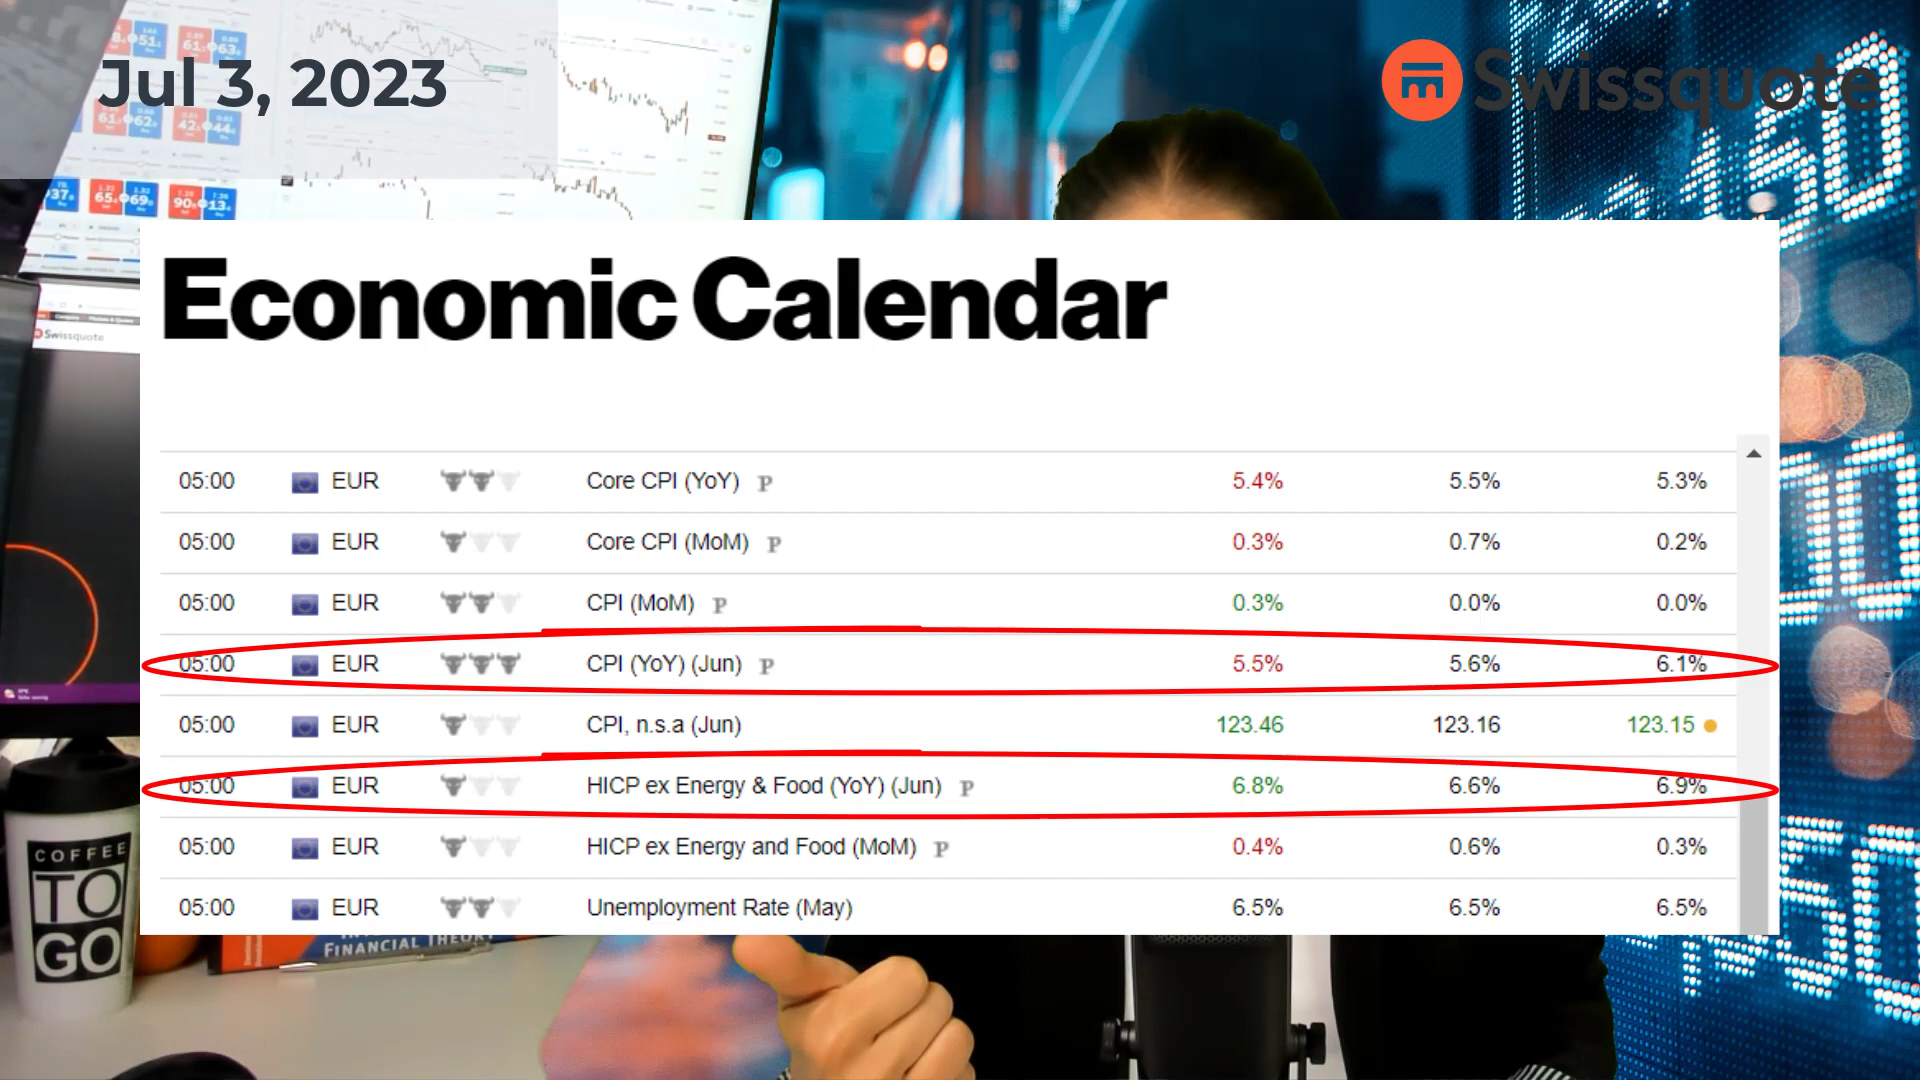 Jul 3, 2023
Swissquote
Swissquote
Economic Calendar
05:00 EUR Core CPI (YoY) P 5.4% 5.5% 5.3%
05:00 EUR Core CPI (MoM) P 0.3% 0.7% 0.2%
05:00 EUR CPI (MoM) P 0.3% 0.0% 0.0%
05:00 EUR CPI (YoY) (Jun) P 5.5% 5.6% 6.1%
05:00 EUR CPI, n.s.a (Jun) 123.46 123.16 123.15
05:00 EUR HICP ex Energy & Food (YoY) (Jun) P 6.8% 6.6% 6.9%
05:00 EUR HICP ex Energy and Food (MoM) P 0.4% 0.6% 0.3%
05:00 EUR Unemployment Rate (May) 6.5% 6.5% 6.5%
COFFEE
TO
GO
FINANCIAL THEORY